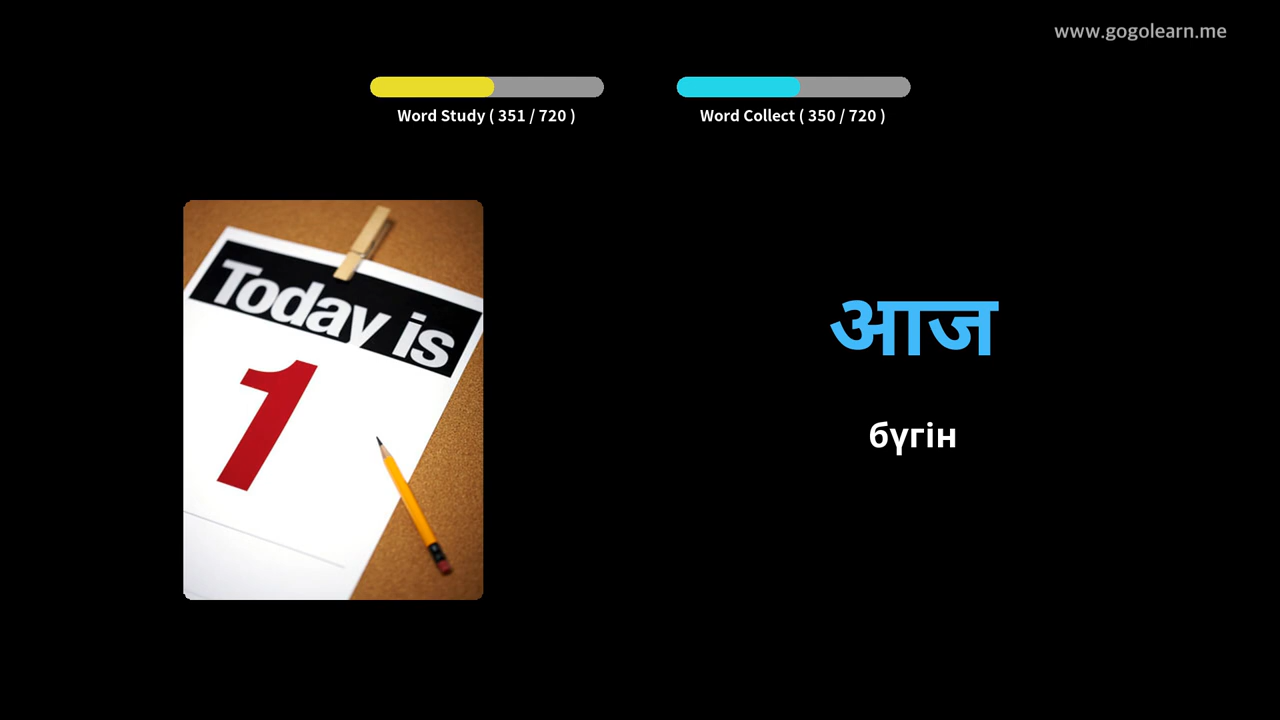 www.gogolearn.me
Word Study ( 351 / 720 )
Word Collect ( 350 / 720 )
Today is
1
आज
бүгін